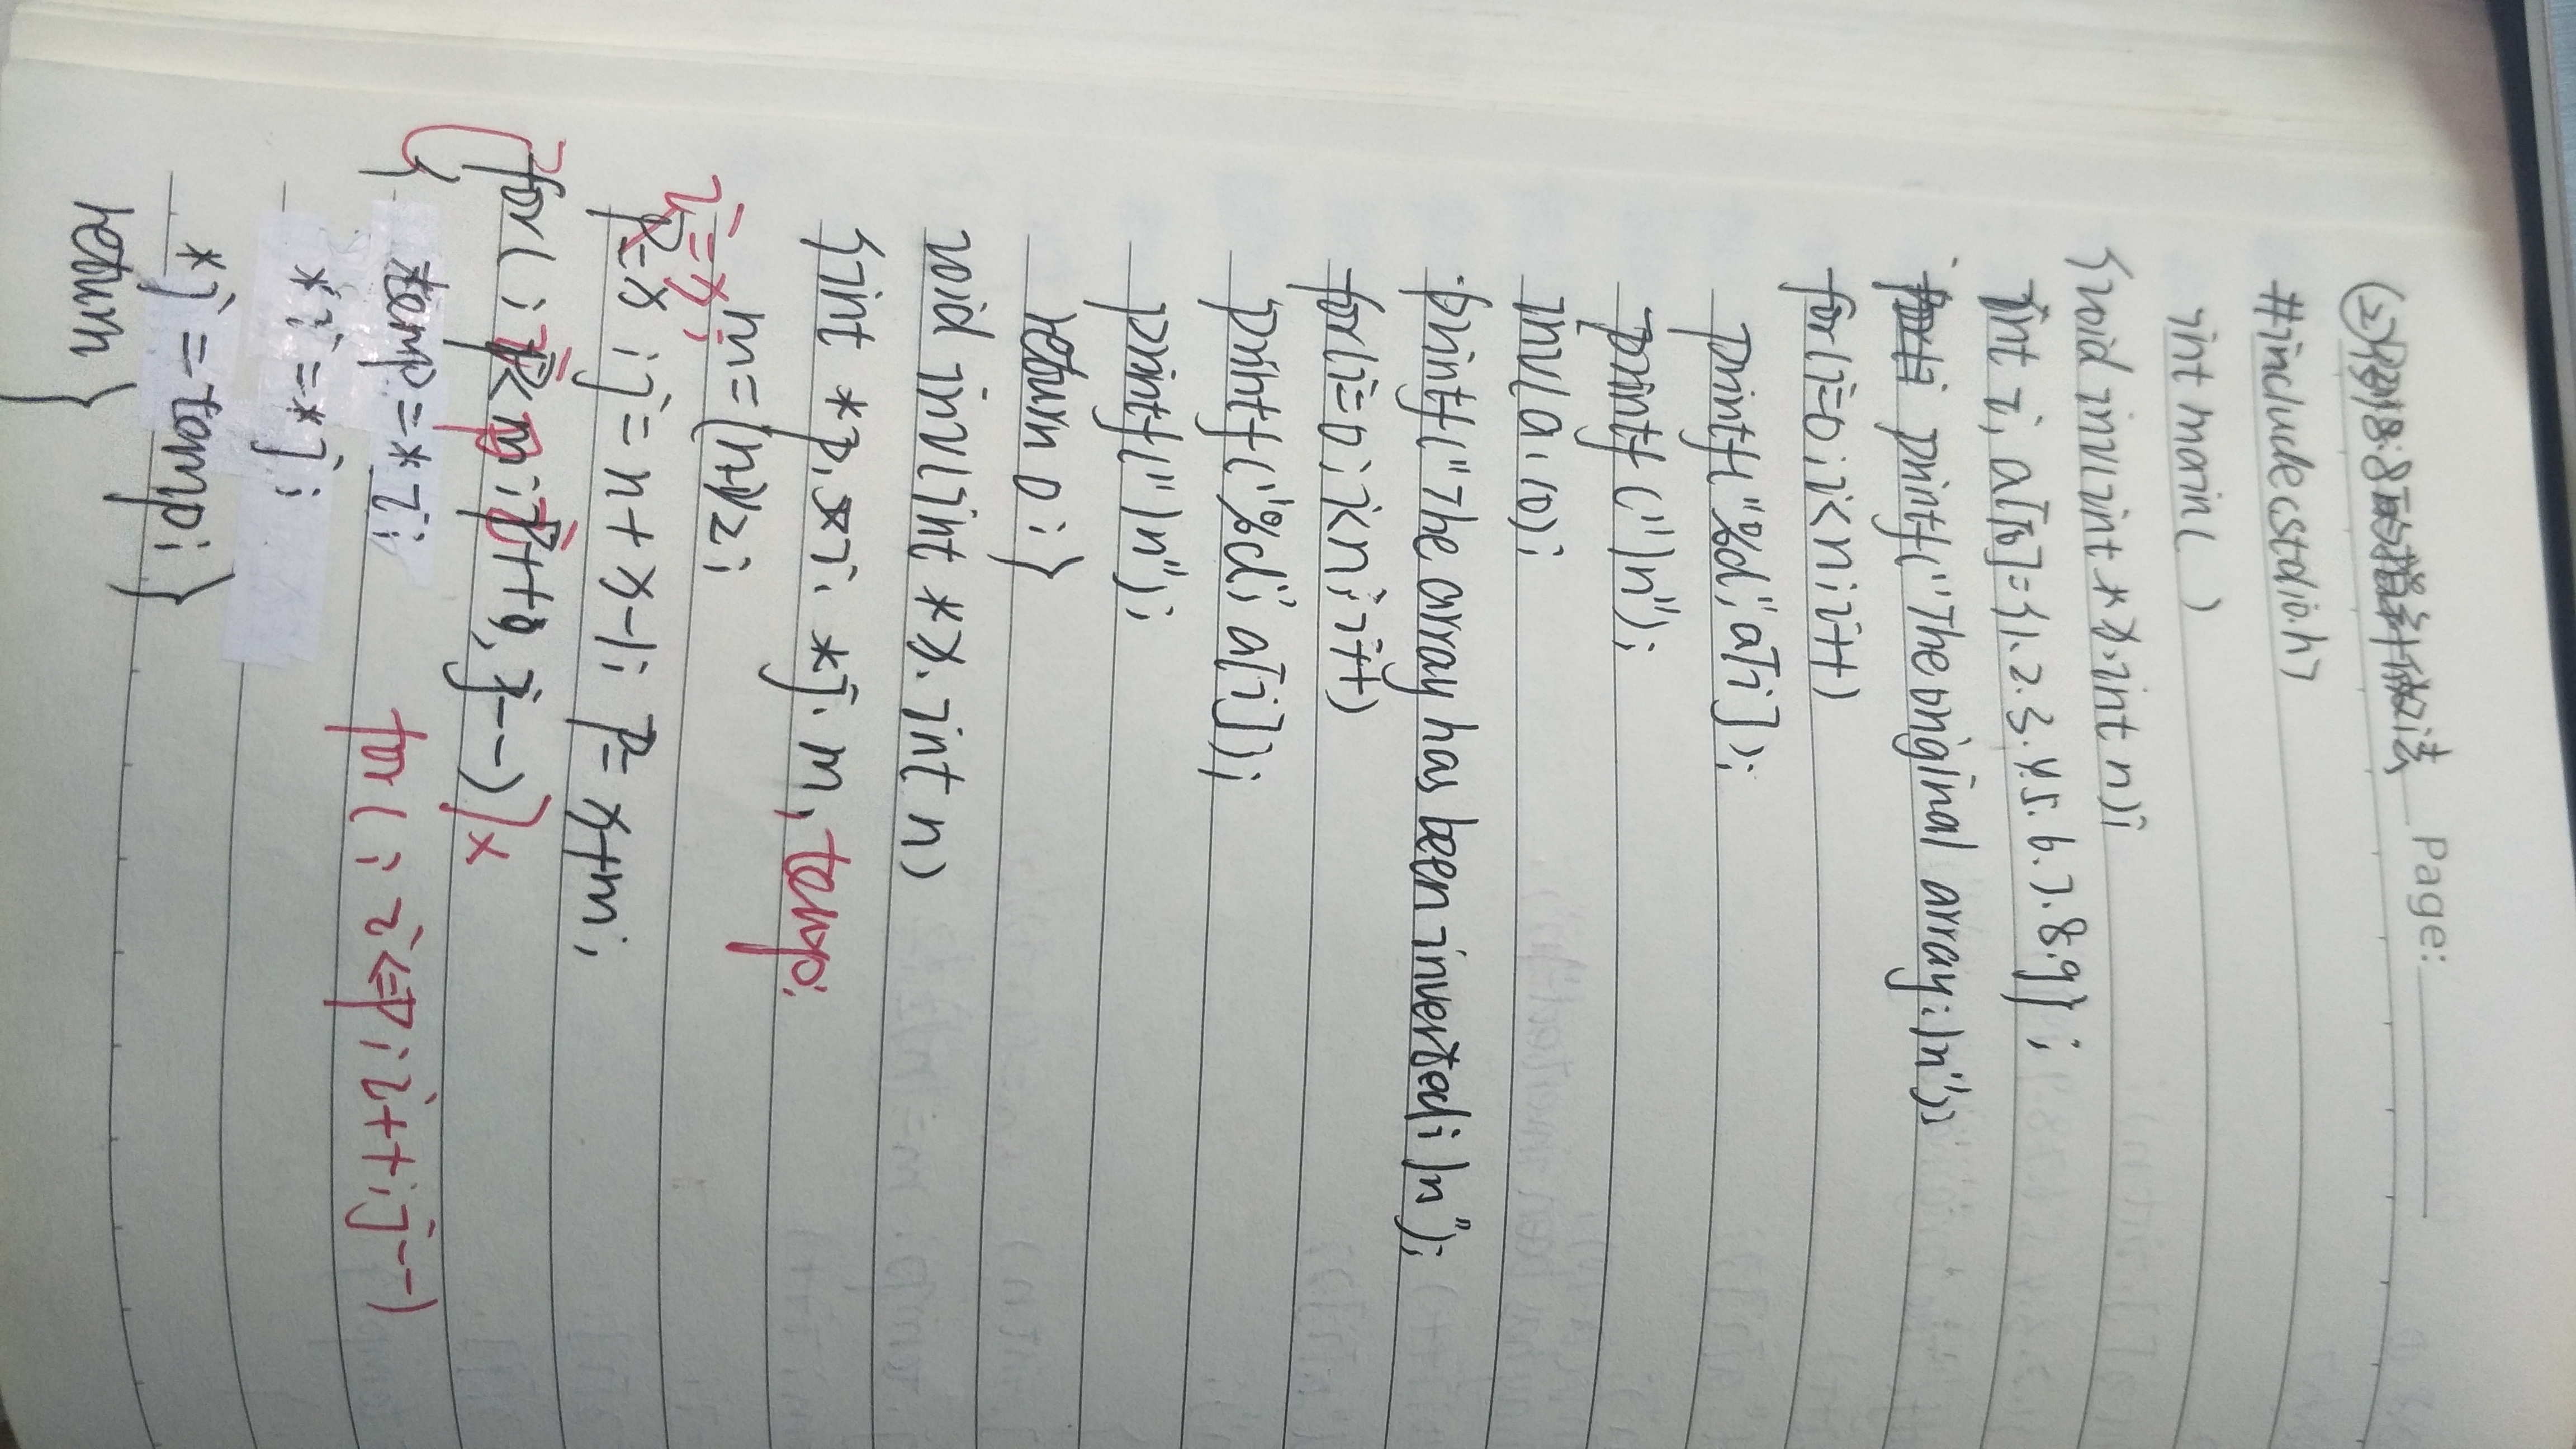 Page:
②例8.8的指针做法
#include<stdio.h>
int main( )
{void inv(int *x,int n);
int i, a[10]={1.2.3.4.5.6.7.8.9};
printf("The original array:\n");
for(i=0;i<n;i++)
printf("%d",a[i]);
printf("\n");
inv(a,10);
printf("The array has been inverted:\n");
for(i=0;i<n;i++)
printf("%d",a[i]);
printf("\n");
return 0;}
void inv(int *x, int n)
{int *p,*i, *j, m, temp;
m=(n-1)/2;
i=x;
p=x;j=n+x-1; p=x+m;
for(;i<p;i++,j--)]x
{ temp=*i;
for(;i<=p;i++;j--)
*i=*j;
*j=temp;}
return }